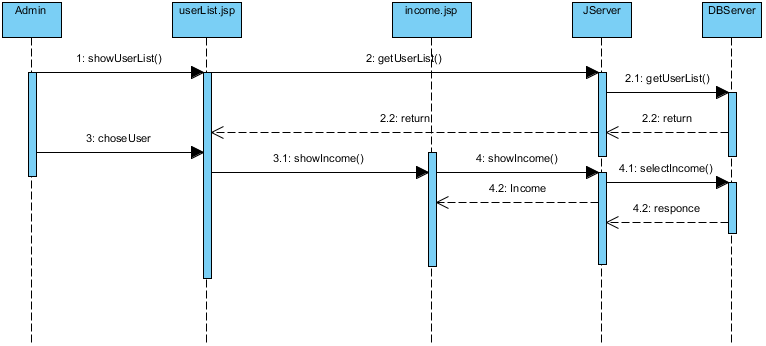 Admin
userList.jsp
income.jsp
JServer
DBServer
1: showUserList()
2: getUserList()
2.1: getUserList()
2.2: return
2.2: return
3: choseUser
3.1: showIncome()
4: showIncome()
4.1: selectIncome()
4.2: Income
4.2: responce